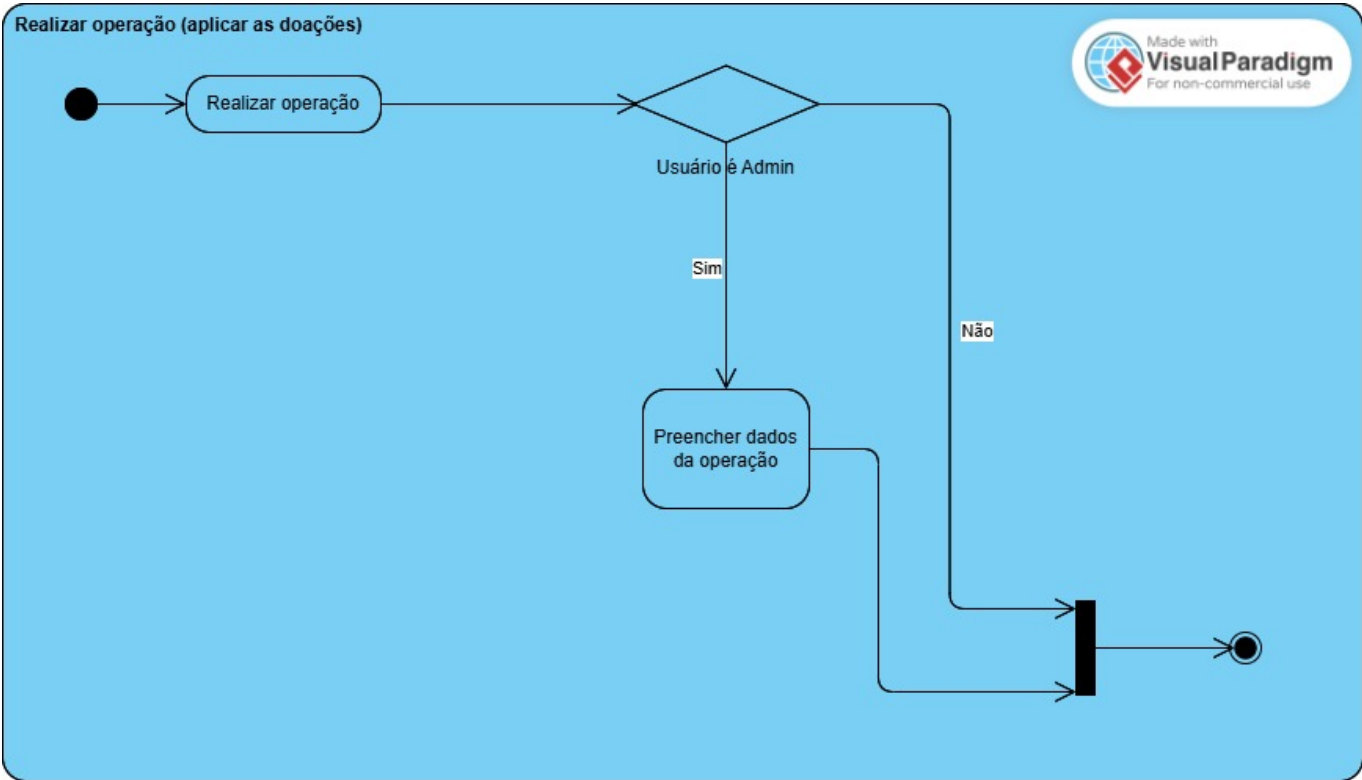 Realizar operação (aplicar as doações)
Made with
Visual Paradigm
For non-commercial use
Realizar operação
Usuário é Admin
Sim
Não
Preencher dados
da operação